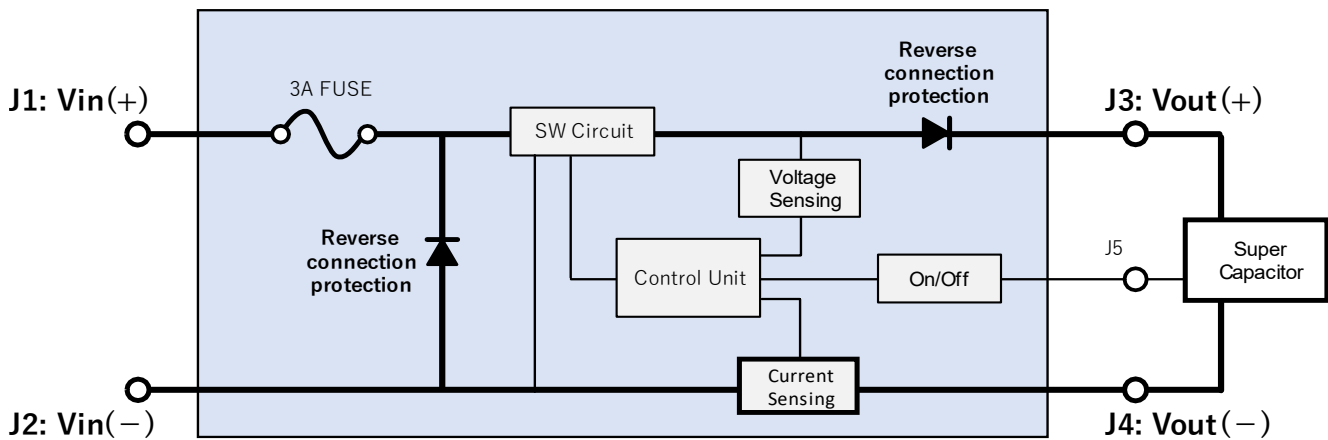 Reverse
connection
protection
3A FUSE
J1: Vin(+)
J3: Vout(+)
SW Circuit
Voltage
Sensing
Reverse
connection
protection
Control Unit
On/Off
J5
Super
Capacitor
Current
Sensing
J2: Vin(−)
J4: Vout(−)